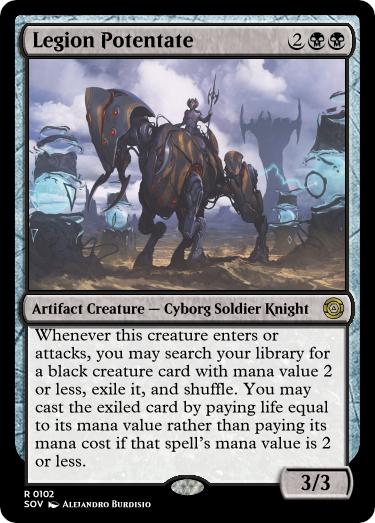 Legion Potentate 2
Artifact Creature — Cyborg Soldier Knight
Whenever this creature enters or
attacks, you may search your library for
a black creature card with mana value 2
or less, exile it, and shuffle. You may
cast the exiled card by paying life equal
to its mana value rather than paying its
mana cost if that spell's mana value is 2
or less.
3/3
R 0102
SOV Alejandro Burdisio